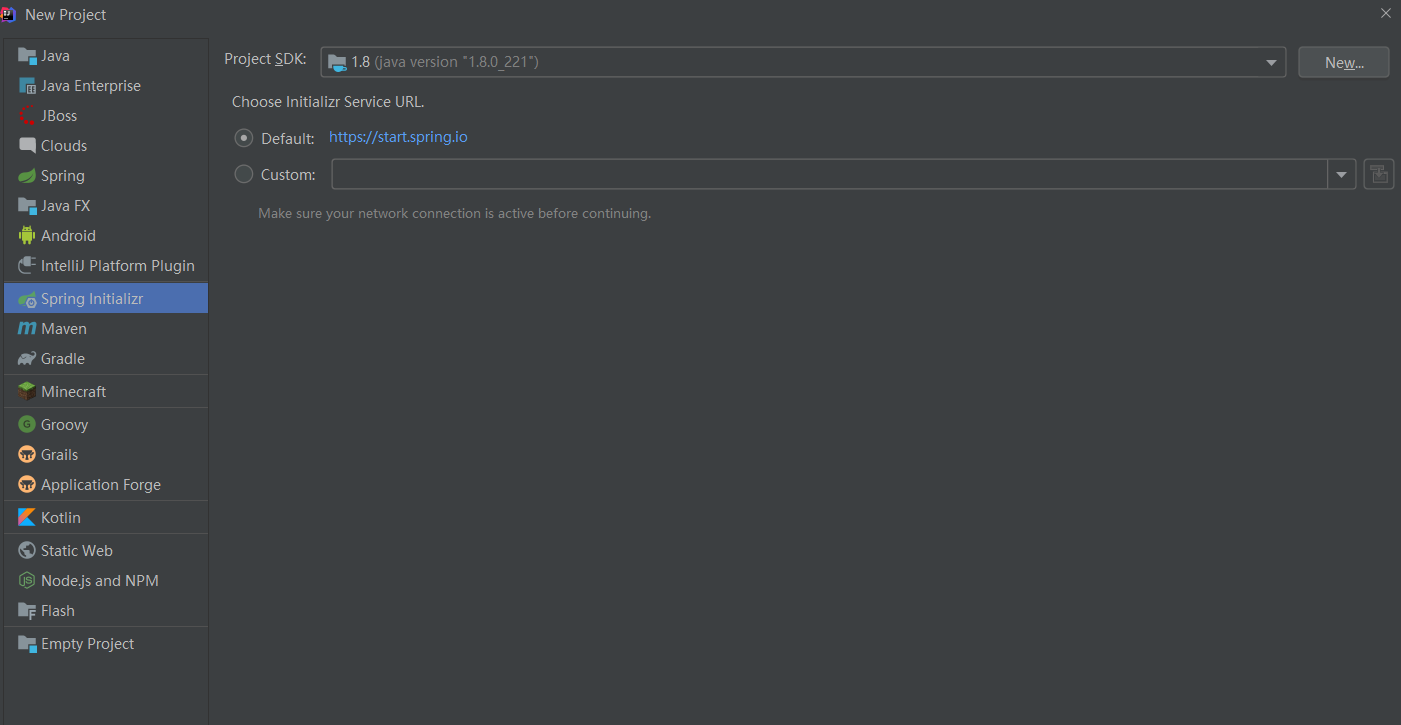 New Project
Java
Java Enterprise
JBoss
Clouds
Spring
Java FX
Android
IntelliJ Platform Plugin
Spring Initializr
Maven
Gradle
Minecraft
Groovy
Grails
Application Forge
Kotlin
Static Web
Node.js and NPM
Flash
Empty Project
Project SDK: 1.8 (java version "1.8.0_221") New...
Choose Initializr Service URL.
Default: https://start.spring.io
Custom:
Make sure your network connection is active before continuing.